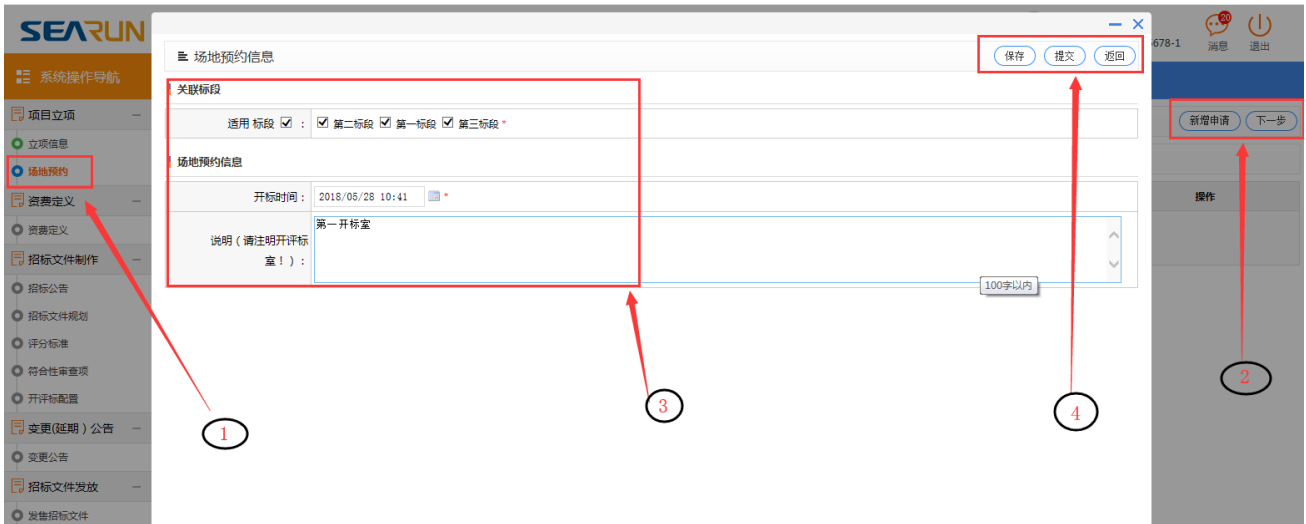 SEARUN
5678-1
20
消息
退出
系统操作导航
场地预约信息
保存
提交
返回
项目立项
立项信息
场地预约
资费定义
资费定义
招标文件制作
招标公告
招标文件规划
评分标准
符合性审查项
开评标配置
变更(延期）公告
变更公告
招标文件发放
发售招标文件
关联标段
适用 标段 : 第二标段 第一标段 第三标段 *
场地预约信息
开标时间： 2018/05/28 10:41 *
说明（请注明开评标
室！）：
第一开标室
100字以内
新增申请
下一步
操作
1
2
3
4